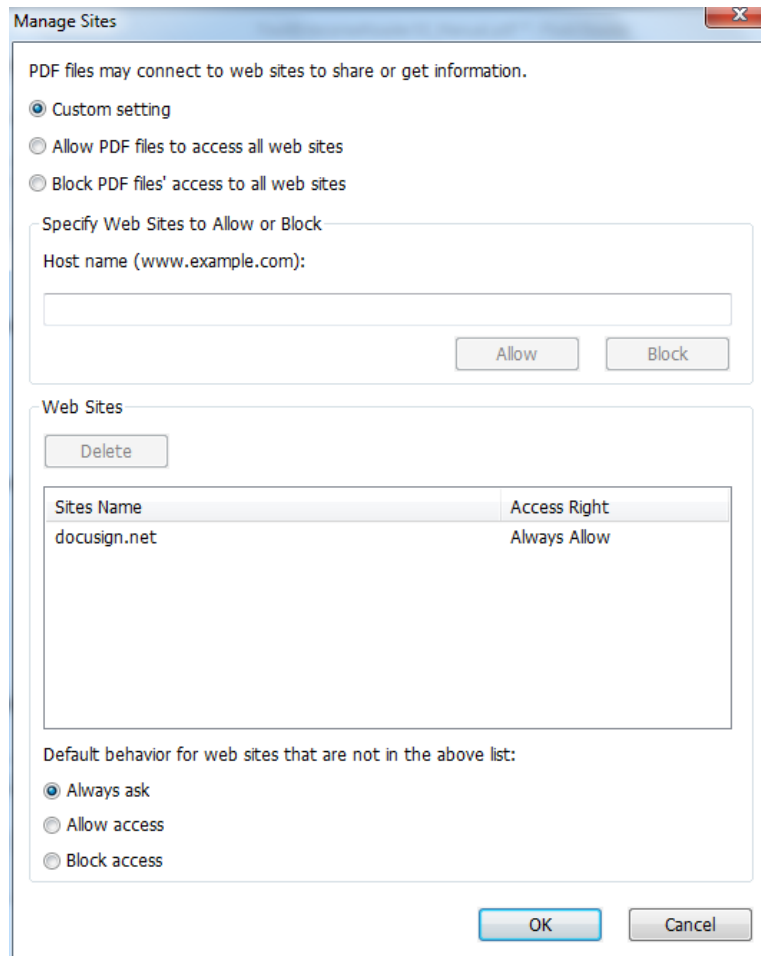 Manage Sites
PDF files may connect to web sites to share or get information.
Custom setting
Allow PDF files to access all web sites
Block PDF files' access to all web sites
Specify Web Sites to Allow or Block
Host name (www.example.com):
Allow Block
Web Sites
Delete
Sites Name Access Right
docusign.net Always Allow
Default behavior for web sites that are not in the above list:
Always ask
Allow access
Block access
OK Cancel